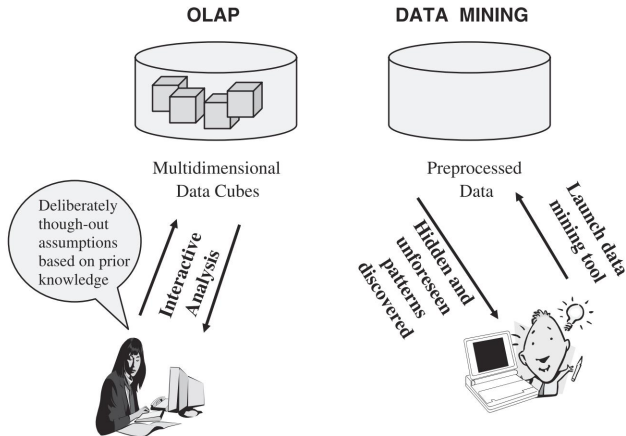 OLAP
DATA MINING
Multidimensional
Data Cubes
Preprocessed
Data
Deliberately
though-out
assumptions
based on prior
knowledge
Interactive
Analysis
Hidden and
unforeseen
patterns
discovered
Launch data
mining tool